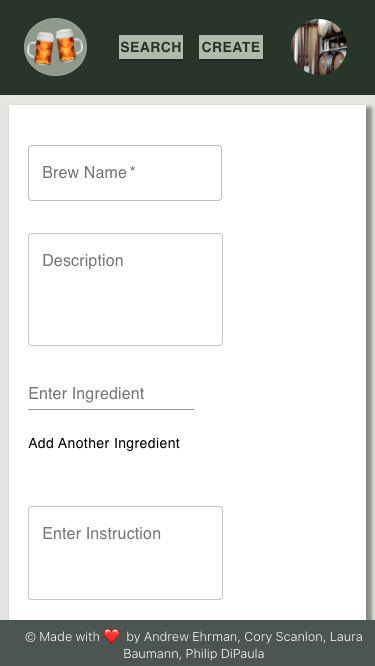 SEARCH CREATE
Brew Name *
Description
Enter Ingredient
Add Another Ingredient
Enter Instruction
© Made with ❤️ by Andrew Ehrman, Cory Scanlon, Laura
Baumann, Philip DiPaula